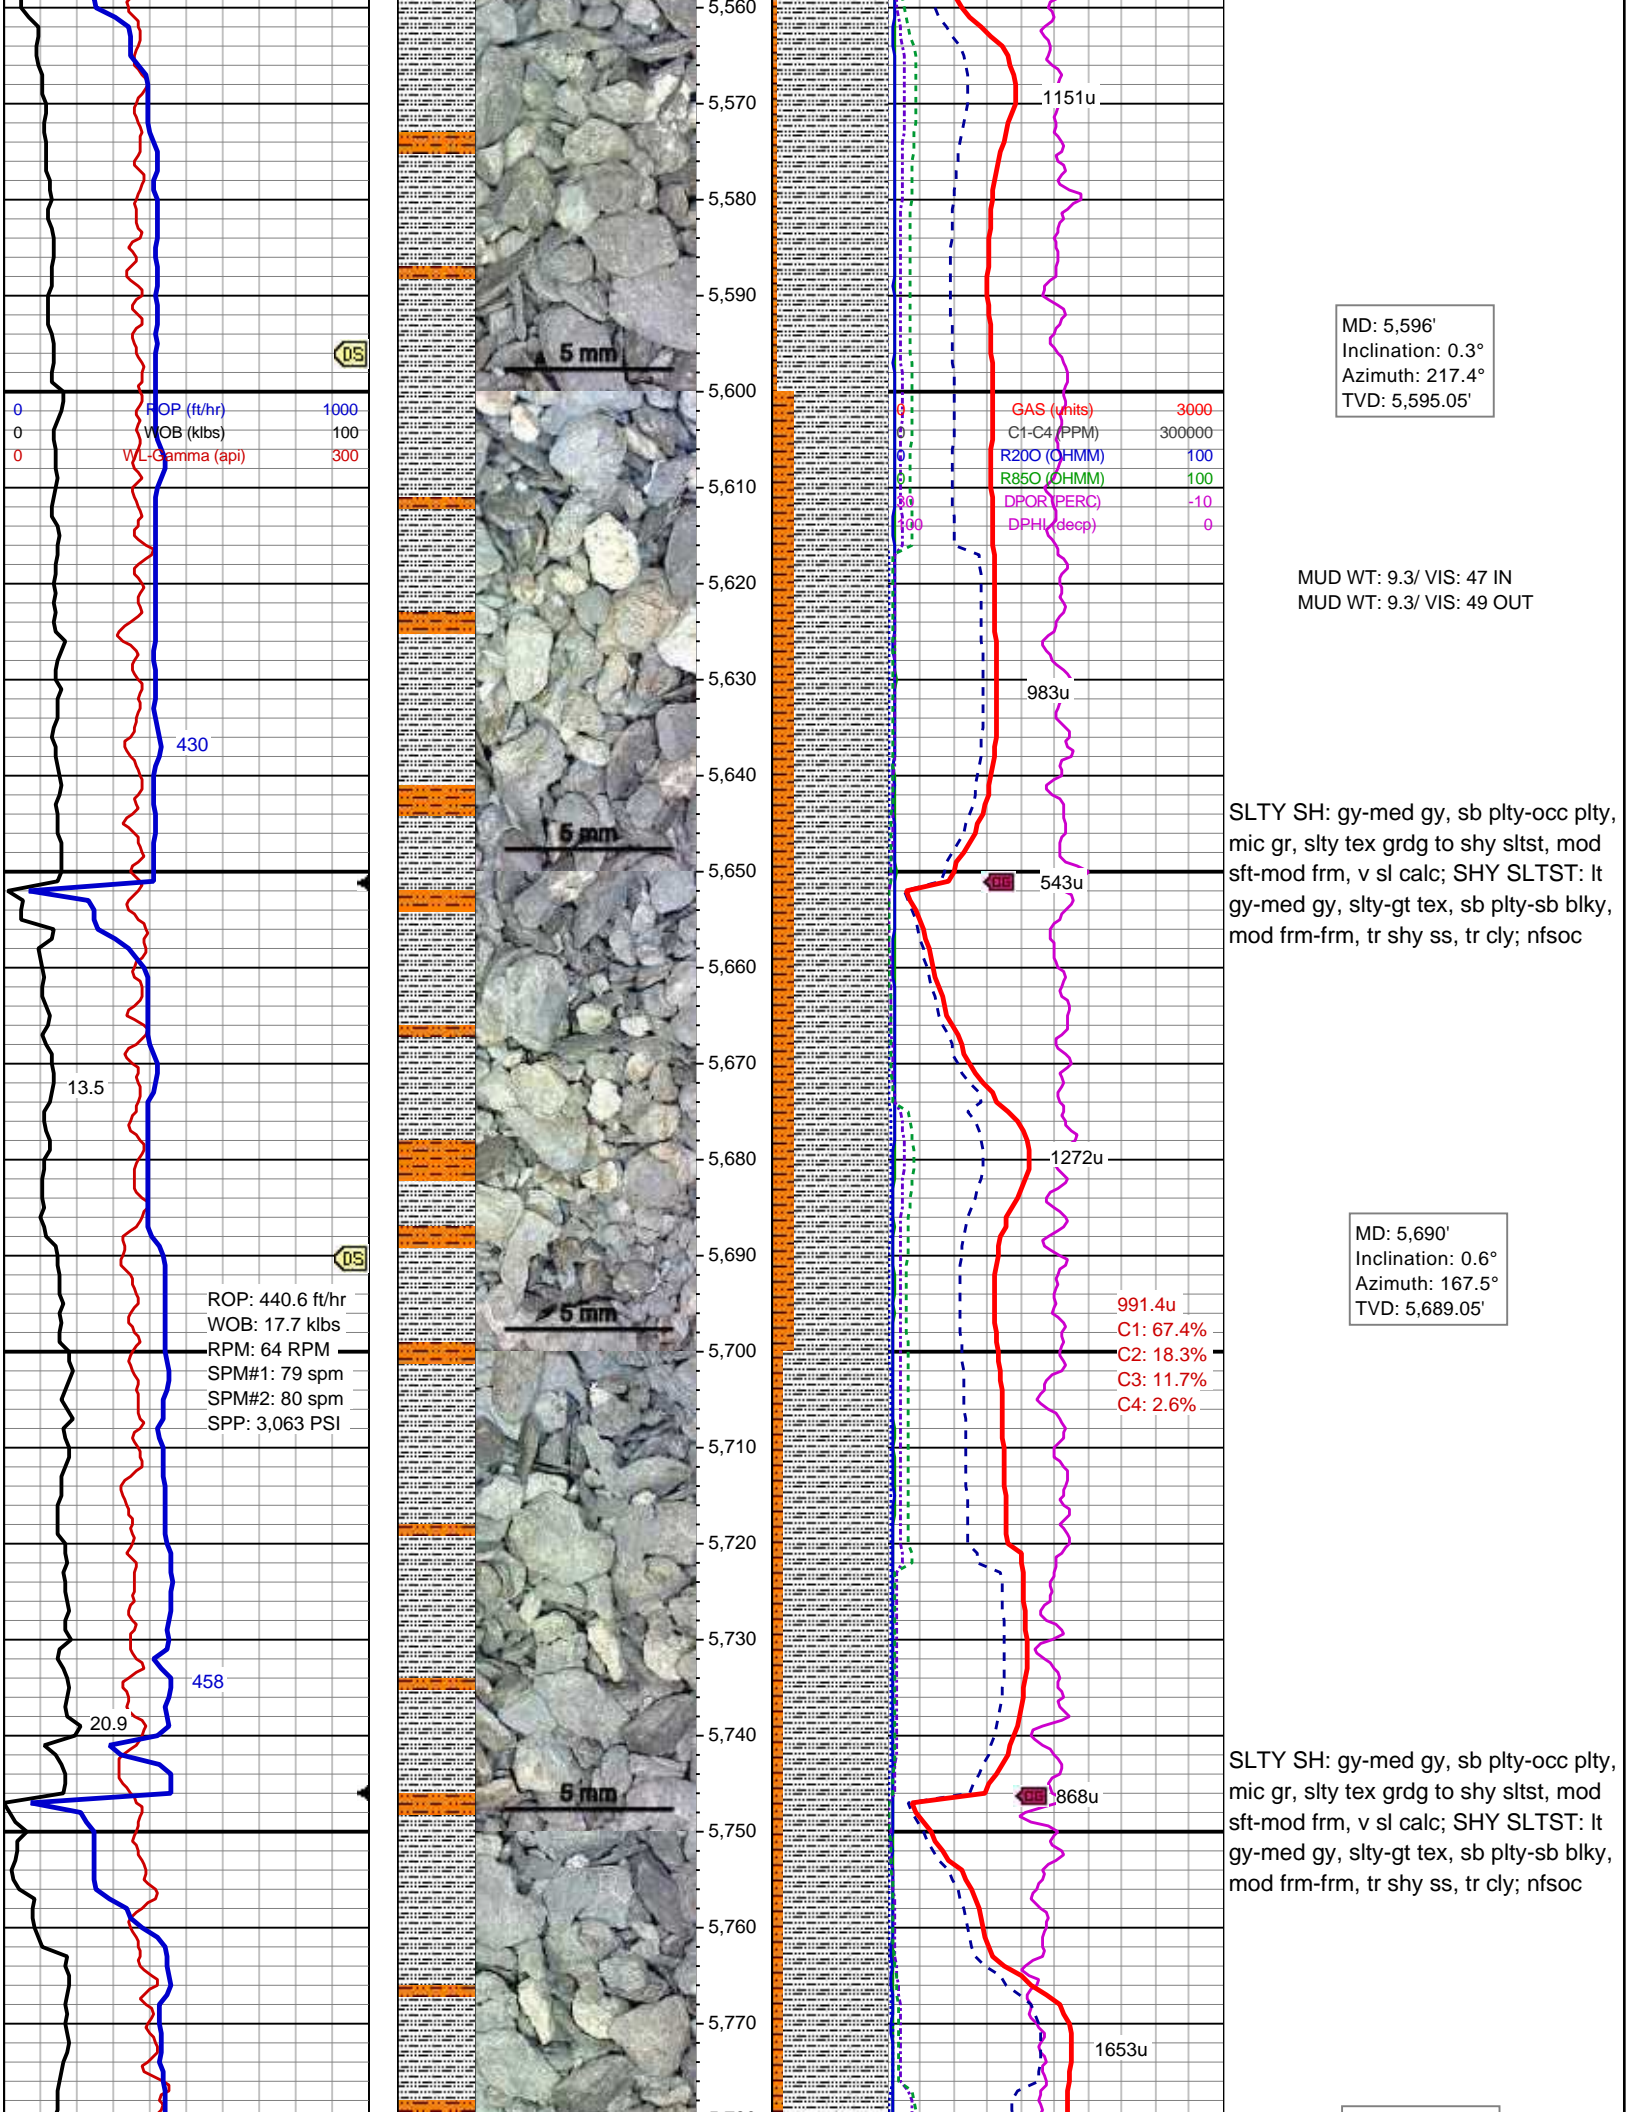 5,560
1151u
5,570
5,580
5,590
MD: 5,596'
Inclination: 0.3°
Azimuth: 217.4°
TVD: 5,595.05'
DS
5 mm
5,600
0 ROP (ft/hr) 1000
0 WOB (klbs) 100
0 WL-Gamma (api) 300
0 GAS (units) 3000
0 C1-C4 (PPM) 300000
0 R20O (OHMM) 100
0 R85O (OHMM) 100
30 DPOR (PERC) -10
100 DPHI (decp) 0
5,610
MUD WT: 9.3/ VIS: 47 IN
MUD WT: 9.3/ VIS: 49 OUT
5,620
5,630
983u
430
5,640
5 mm
5,650
OG 543u
SLTY SH: gy-med gy, sb plty-occ plty,
mic gr, slty tex grdg to shy sltst, mod
sft-mod frm, v sl calc; SHY SLTST: lt
gy-med gy, slty-gt tex, sb plty-sb blky,
mod frm-frm, tr shy ss, tr cly; nfsoc
5,660
5,670
13.5
5,680
1272u
5,690
DS
MD: 5,690'
Inclination: 0.6°
Azimuth: 167.5°
TVD: 5,689.05'
ROP: 440.6 ft/hr
WOB: 17.7 klbs
RPM: 64 RPM
SPM#1: 79 spm
SPM#2: 80 spm
SPP: 3,063 PSI
5 mm
991.4u
C1: 67.4%
C2: 18.3%
C3: 11.7%
C4: 2.6%
5,700
5,710
5,720
5,730
458
20.9
5,740
5 mm
OG 868u
SLTY SH: gy-med gy, sb plty-occ plty,
mic gr, slty tex grdg to shy sltst, mod
sft-mod frm, v sl calc; SHY SLTST: lt
gy-med gy, slty-gt tex, sb plty-sb blky,
mod frm-frm, tr shy ss, tr cly; nfsoc
5,750
5,760
5,770
1653u